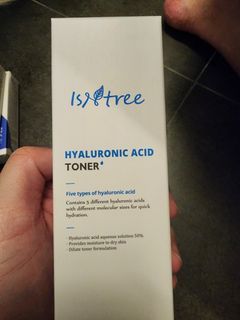 Isntree
HYALURONIC ACID
TONER
Five types of hyaluronic acid
Contains 5 different hyaluronic acids
with different molecular sizes for quick
hydration.
· Hyaluronic aqueous solution 50%.
· Provides moisture to dry skin
· Dilute toner formulation